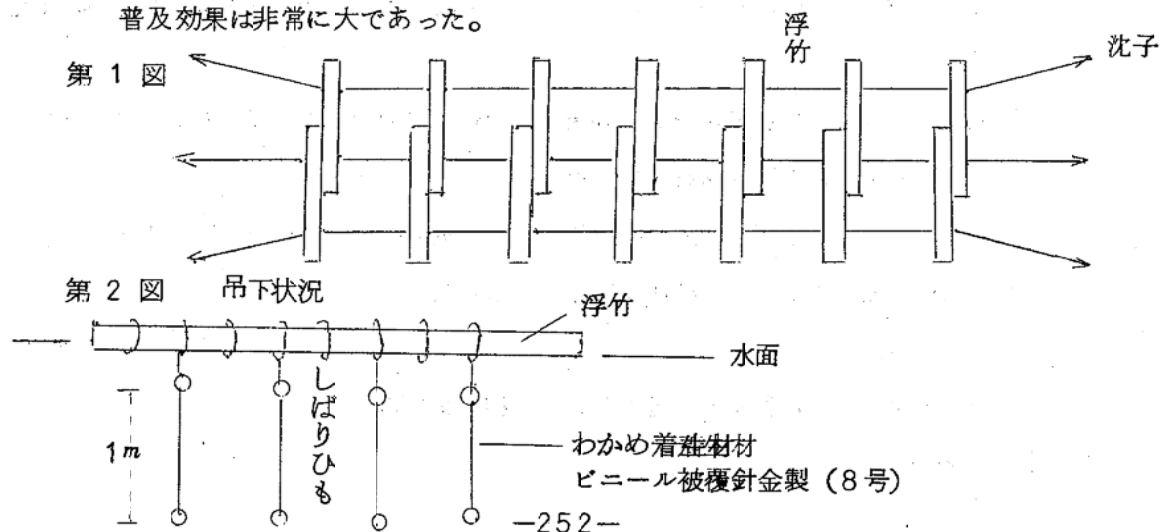 普及効果は非常に大であった。
第1図
浮竹
沈子
第2図 吊下状況
浮竹
水面
しばりひも
1m
わかめ着生材
ビニール被覆針金製(8号)
-252-